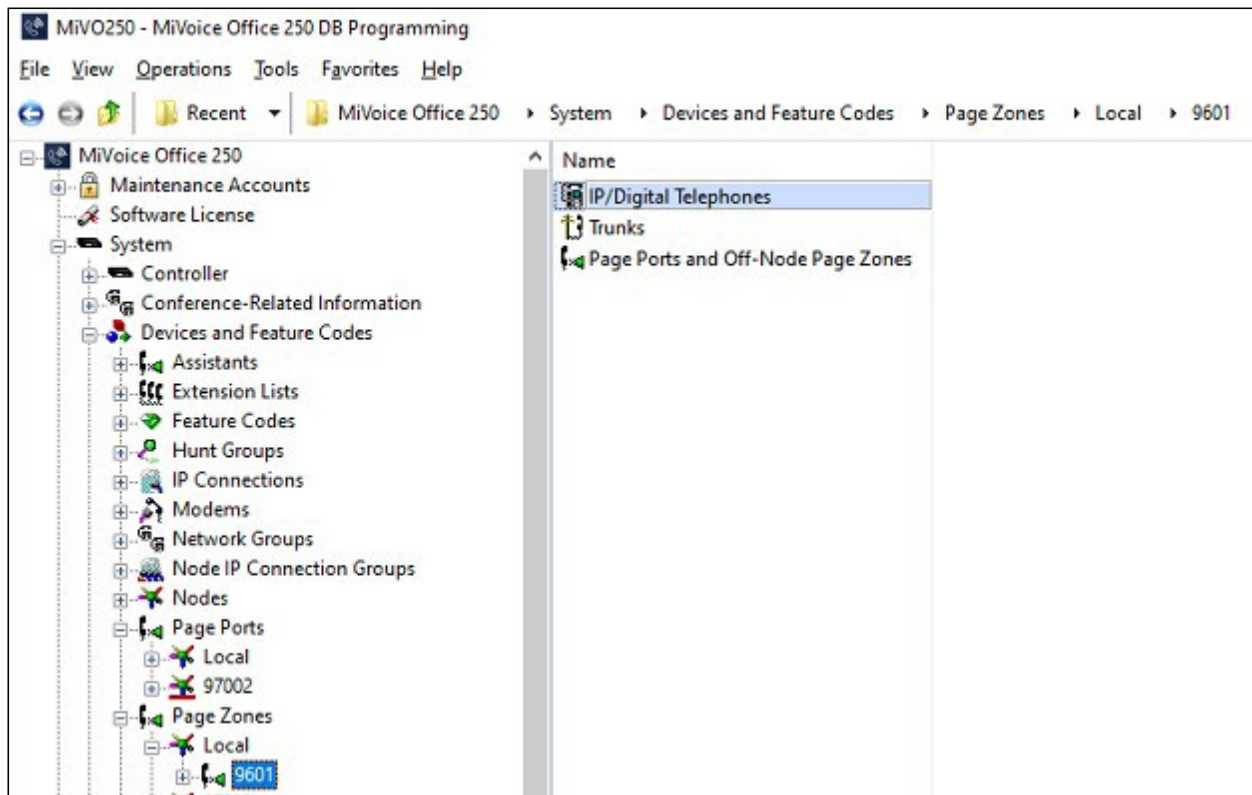 MiVO250 - MiVoice Office 250 DB Programming
File View Operations Tools Favorites Help
Recent MiVoice Office 250 System Devices and Feature Codes Page Zones Local 9601
MiVoice Office 250
Maintenance Accounts
Software License
System
Controller
Conference-Related Information
Devices and Feature Codes
Assistants
Extension Lists
Feature Codes
Hunt Groups
IP Connections
Modems
Network Groups
Node IP Connection Groups
Nodes
Page Ports
Local
97002
Page Zones
Local
9601
Name
IP/Digital Telephones
Trunks
Page Ports and Off-Node Page Zones